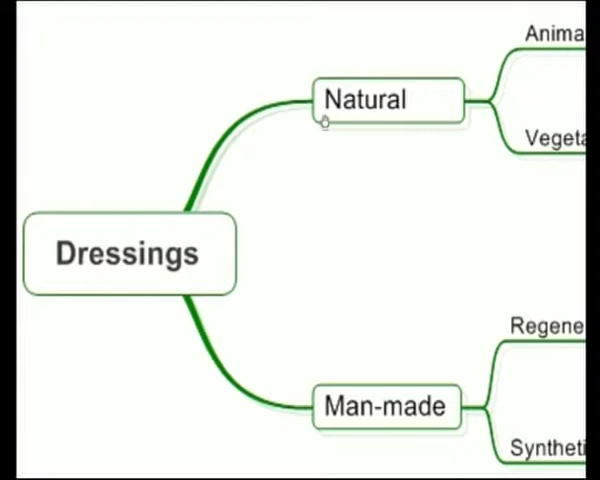 Anima
Natural
Vegeta
Dressings
Regene
Man-made
Syntheti